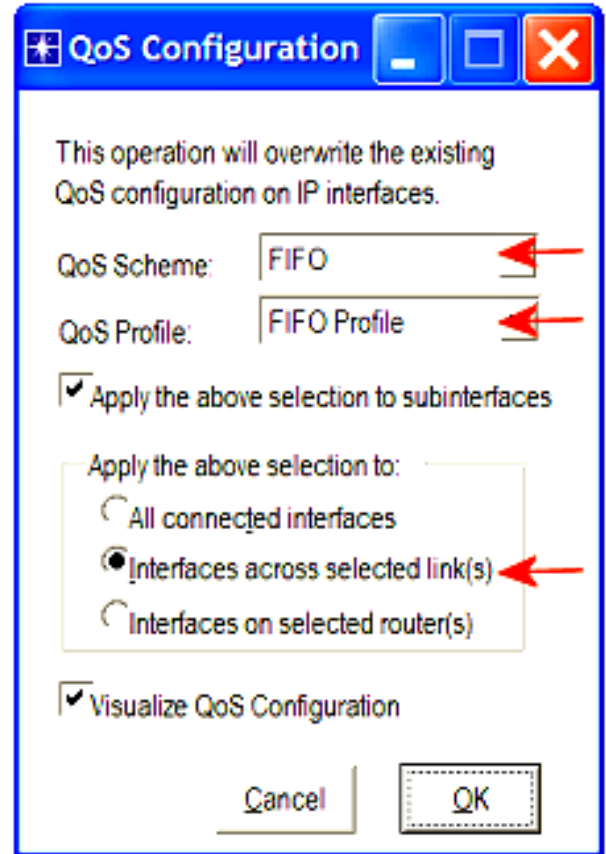 QoS Configuration
This operation will overwrite the existing
QoS configuration on IP interfaces.
QoS Scheme: FIFO
QoS Profile: FIFO Profile
Apply the above selection to subinterfaces
Apply the above selection to:
All connected interfaces
Interfaces across selected link(s)
Interfaces on selected router(s)
Visualize QoS Configuration
Cancel OK